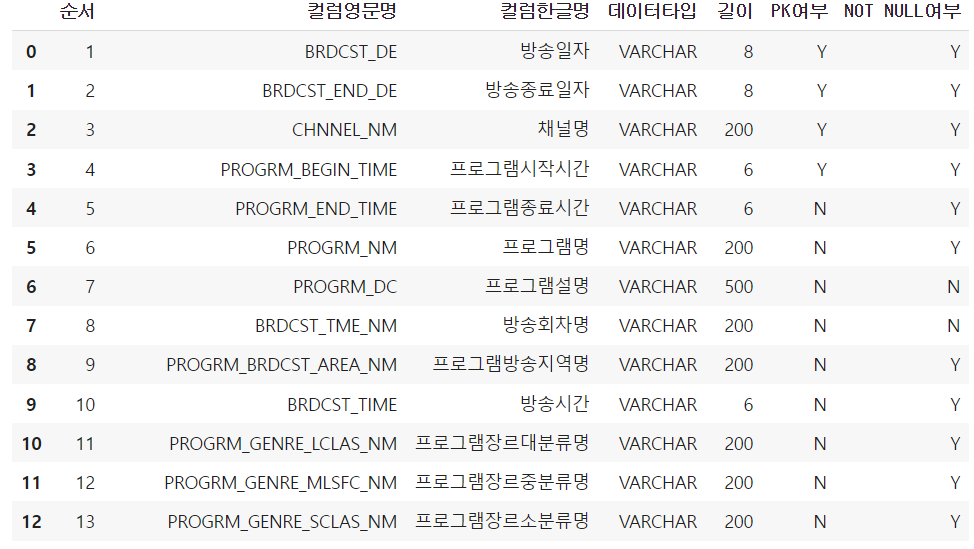 순서 컬럼영문명 컬럼한글명 데이터타입 길이 PK여부 NOT NULL여부
0 1 BRDCST_DE 방송일자 VARCHAR 8 Y Y
1 2 BRDCST_END_DE 방송종료일자 VARCHAR 8 Y Y
2 3 CHNNEL_NM 채널명 VARCHAR 200 Y Y
3 4 PROGRM_BEGIN_TIME 프로그램시작시간 VARCHAR 6 Y Y
4 5 PROGRM_END_TIME 프로그램종료시간 VARCHAR 6 N Y
5 6 PROGRM_NM 프로그램명 VARCHAR 200 N Y
6 7 PROGRM_DC 프로그램설명 VARCHAR 500 N N
7 8 BRDCST_TME_NM 방송회차명 VARCHAR 200 N N
8 9 PROGRM_BRDCST_AREA_NM 프로그램방송지역명 VARCHAR 200 N Y
9 10 BRDCST_TIME 방송시간 VARCHAR 6 N Y
10 11 PROGRM_GENRE_LCLAS_NM 프로그램장르대분류명 VARCHAR 200 N Y
11 12 PROGRM_GENRE_MLSFC_NM 프로그램장르중분류명 VARCHAR 200 N Y
12 13 PROGRM_GENRE_SCLAS_NM 프로그램장르소분류명 VARCHAR 200 N Y